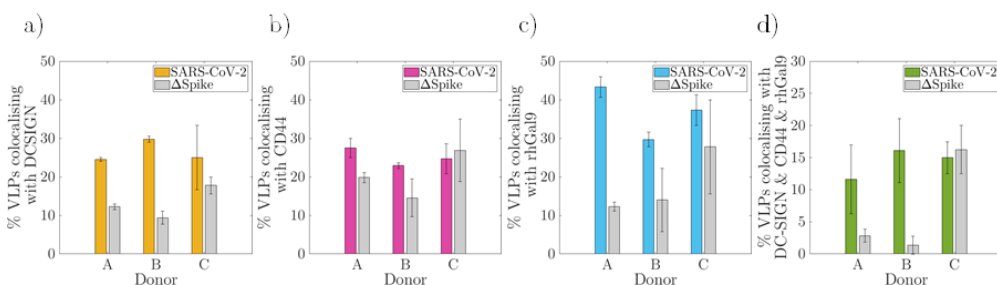 a)
% VLPs colocalising
with DCSIGN
50
40
30
20
10
0
SARS-CoV-2
ΔSpike
A B C
Donor
b)
% VLPs colocalising
with CD44
50
40
30
20
10
0
SARS-CoV-2
ΔSpike
A B C
Donor
c)
% VLPs colocalising
with rhGal9
50
40
30
20
10
0
SARS-CoV-2
ΔSpike
A B C
Donor
d)
% VLPs colocalising with
DC-SIGN & CD44 & rhGal9
30
25
20
15
10
5
0
SARS-CoV-2
ΔSpike
A B C
Donor